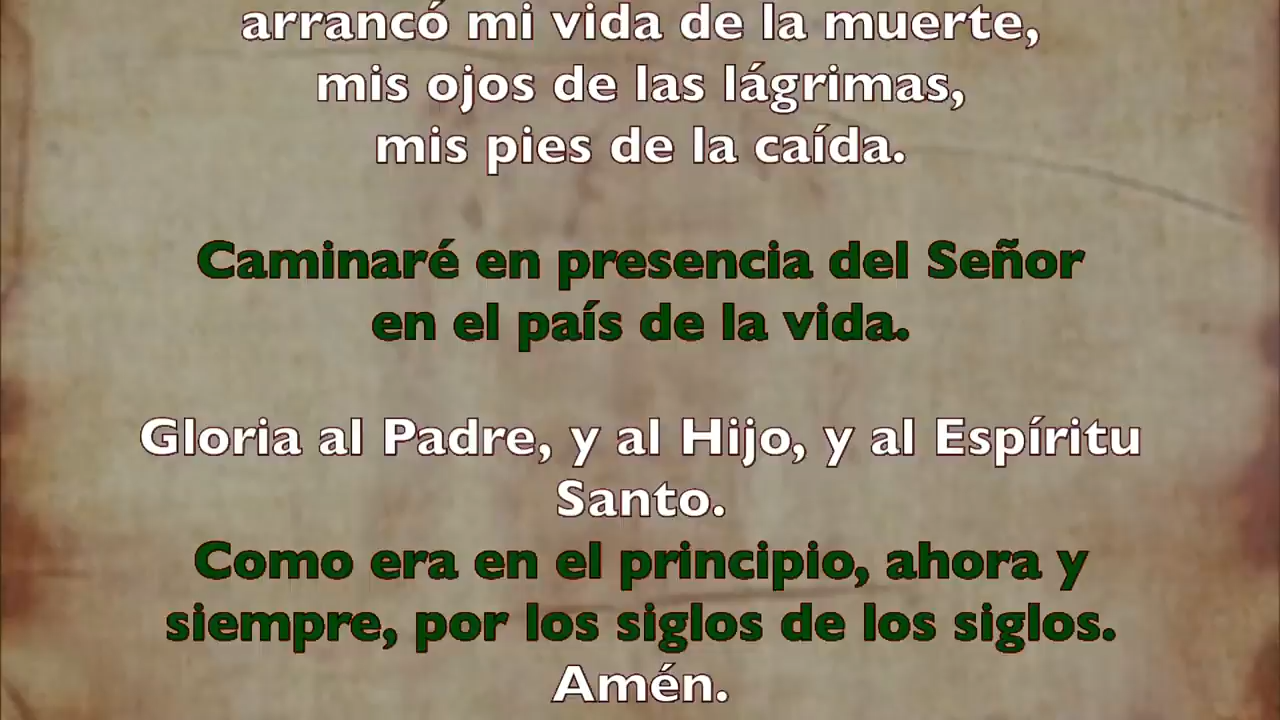 arrancó mi vida de la muerte,
mis ojos de las lágrimas,
mis pies de la caída.
Caminaré en presencia del Señor
en el país de la vida.
Gloria al Padre, y al Hijo, y al Espíritu
Santo.
Como era en el principio, ahora y
siempre, por los siglos de los siglos.
Amén.